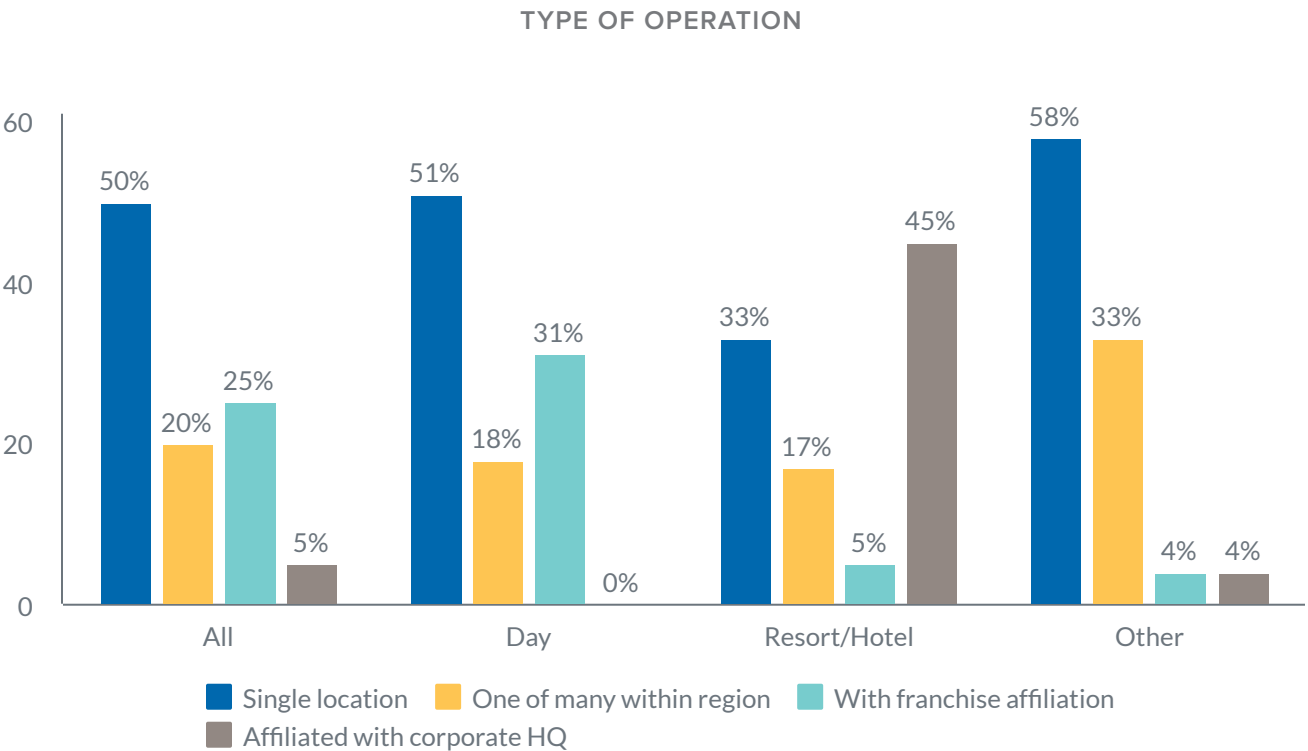 TYPE OF OPERATION
60
40
20
0
50%
20%
25%
5%
51%
18%
31%
0%
33%
17%
5%
45%
58%
33%
4%
4%
All
Day
Resort/Hotel
Other
Single location
One of many within region
With franchise affiliation
Affiliated with corporate HQ